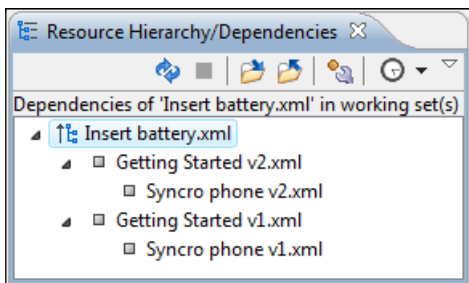 Resource Hierarchy/Dependencies
Dependencies of 'Insert battery.xml' in working set(s)
Insert battery.xml
Getting Started v2.xml
Syncro phone v2.xml
Getting Started v1.xml
Syncro phone v1.xml